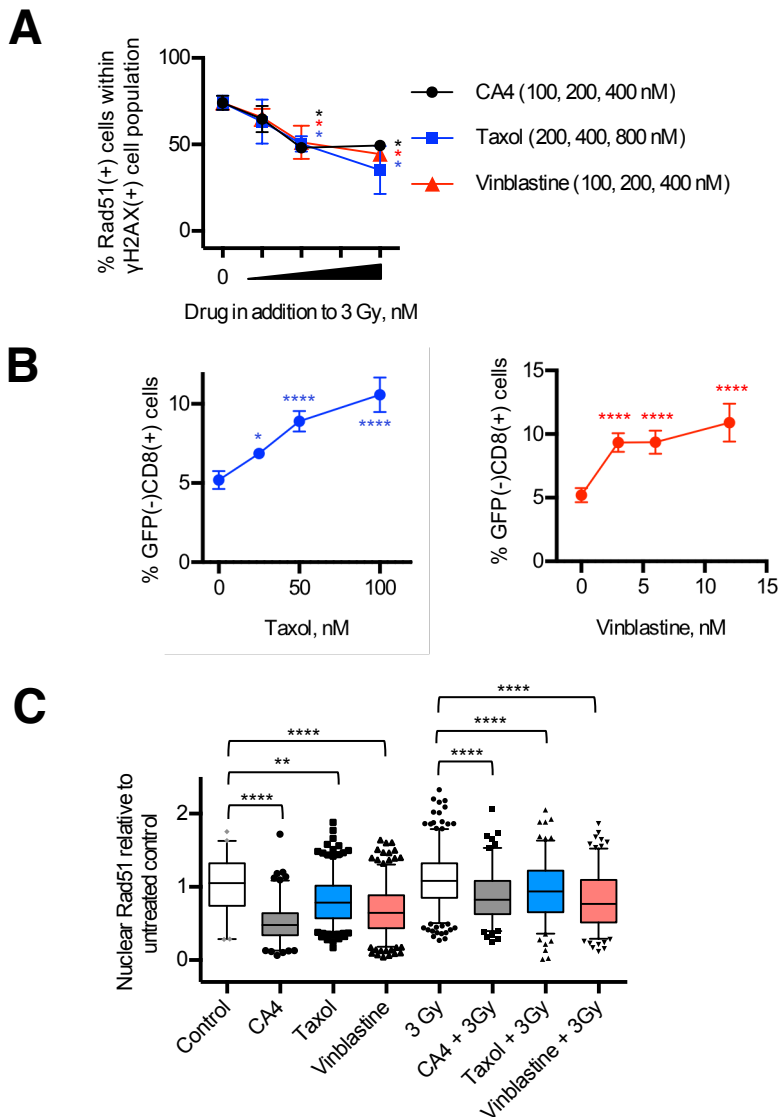 A
100
50
0
% Rad51(+) cells within
γH2AX(+) cell population
*
*
*
*
*
*
0
Drug in addition to 3 Gy, nM
CA4 (100, 200, 400 nM)
Taxol (200, 400, 800 nM)
Vinblastine (100, 200, 400 nM)
B
% GFP(-)CD8(+) cells
10
5
0
*
****
****
0 50 100
Taxol, nM
% GFP(-)CD8(+) cells
15
10
5
0
**** **** ****
0 5 10 15
Vinblastine, nM
C
Nuclear Rad51 relative to
untreated control
2
1
0
****
**
****
****
****
****
Control
CA4
Taxol
Vinblastine
3 Gy
CA4 + 3Gy
Taxol + 3Gy
Vinblastine + 3Gy